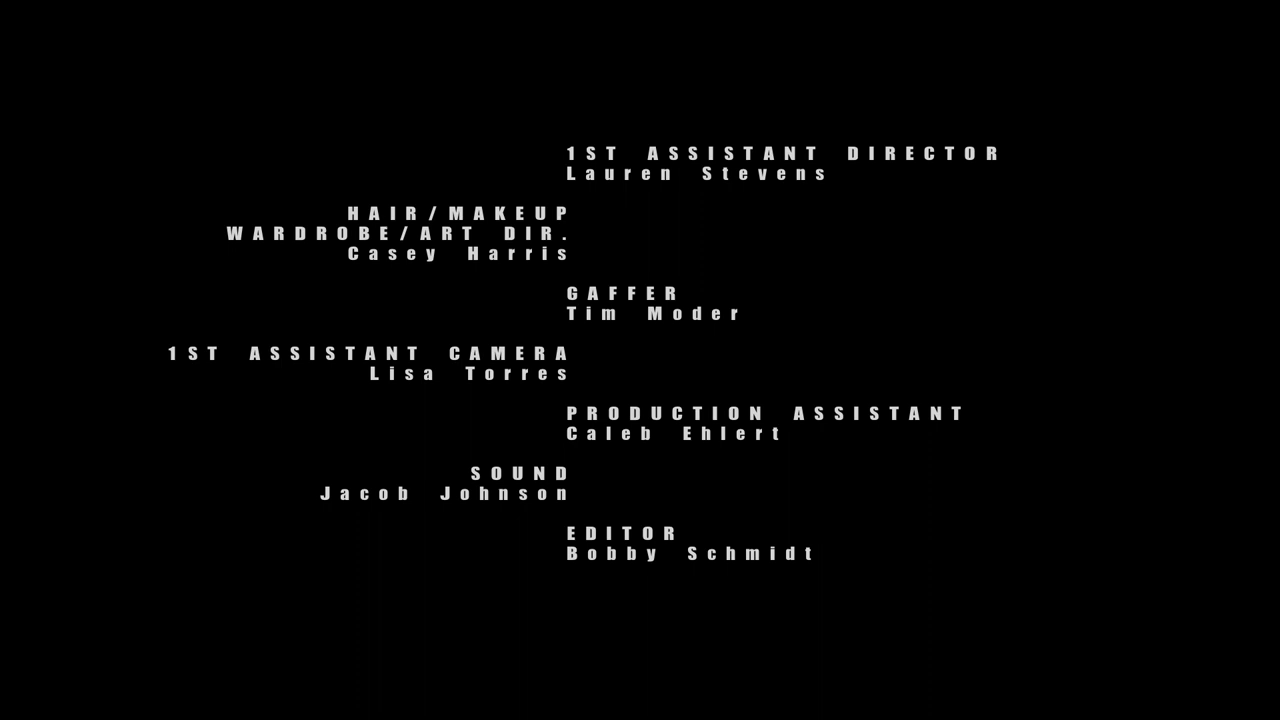 1ST ASSISTANT DIRECTOR
Lauren Stevens
HAIR/MAKEUP
WARDROBE/ART DIR.
Casey Harris
GAFFER
Tim Moder
1ST ASSISTANT CAMERA
Lisa Torres
PRODUCTION ASSISTANT
Caleb Ehlert
SOUND
Jacob Johnson
EDITOR
Bobby Schmidt